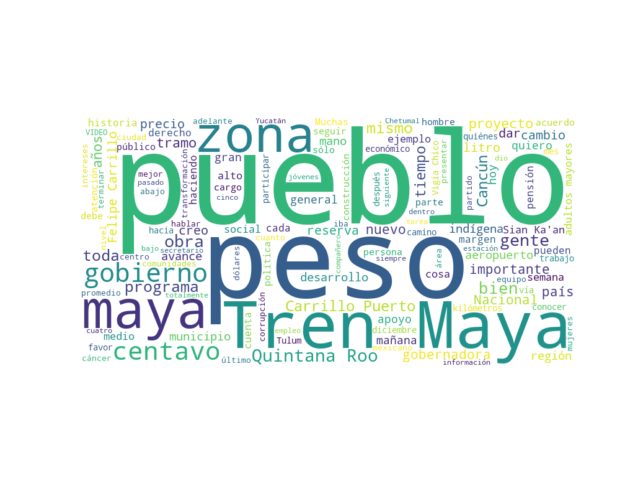 historia precio adelante Yucatán Muchas Chetumal hombre proyecto acuerdo
VIDEO ciudad derecho zona seguir mismo ejemplo quiénes dar cambio
público tramo mano económico litro quiero mes
intereses terminar atención años mejor pasado abajo transformación haciendo gran alto cargo cinco participar jóvenes sólo construcción después siguiente tiempo Vigía Chico presentar partido Cancún hoy dio pensión adultos mayores
pueblo
debe Felipe Carrillo general parte dentro
nivel hablar iba tarea camino
hacia creo social cada reserva nuevo indígena Sian Ka'an
toda obra cuanta compañeros margen gente
centro bajo secretario política persona siempre área aeropuerto pueden
comunidades avance dólares peso cosa trabajo
gobierno programa desarrollo importante equipo semana
promedio totalmente bien vía país
maya corrupción Carrillo Puerto Nacional conocer
Tren Maya kilómetros
cuatro cuenta apoyo estación mujeres
medio municipio empleo diciembre
favor centavo Tulum mañana
cáncer último Quintana Roo mexicano gobernadora región
información